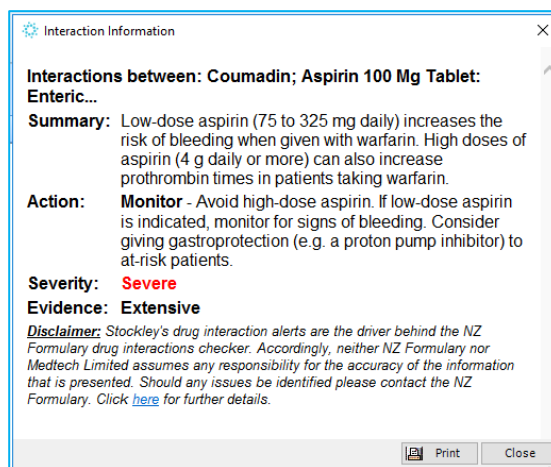 Interaction Information
Interactions between: Coumadin; Aspirin 100 Mg Tablet:
Enteric...
Summary: Low-dose aspirin (75 to 325 mg daily) increases the
risk of bleeding when given with warfarin. High doses of
aspirin (4 g daily or more) can also increase
prothrombin times in patients taking warfarin.
Action: Monitor - Avoid high-dose aspirin. If low-dose aspirin
is indicated, monitor for signs of bleeding. Consider
giving gastroprotection (e.g. a proton pump inhibitor) to
at-risk patients.
Severity: Severe
Evidence: Extensive
Disclaimer: Stockley's drug interaction alerts are the driver behind the NZ
Formulary drug interactions checker. Accordingly, neither NZ Formulary nor
Medtech Limited assumes any responsibility for the accuracy of the information
that is presented. Should any issues be identified please contact the NZ
Formulary. Click here for further details.
Print Close